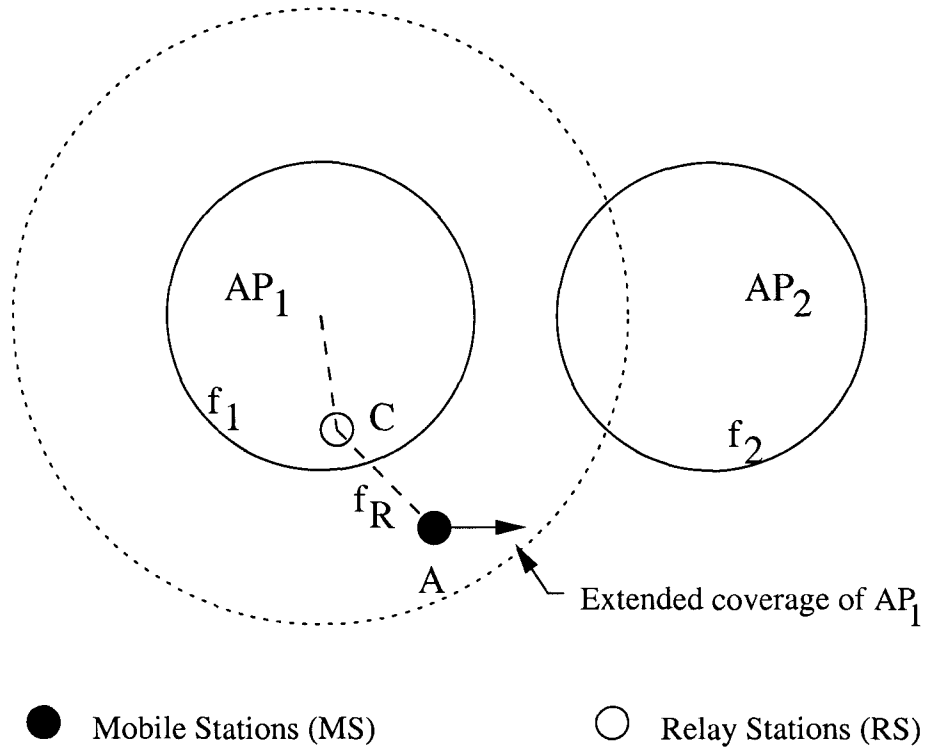 AP1
AP2
f1
C
f2
fR
A
Extended coverage of AP1
Mobile Stations (MS)
Relay Stations (RS)